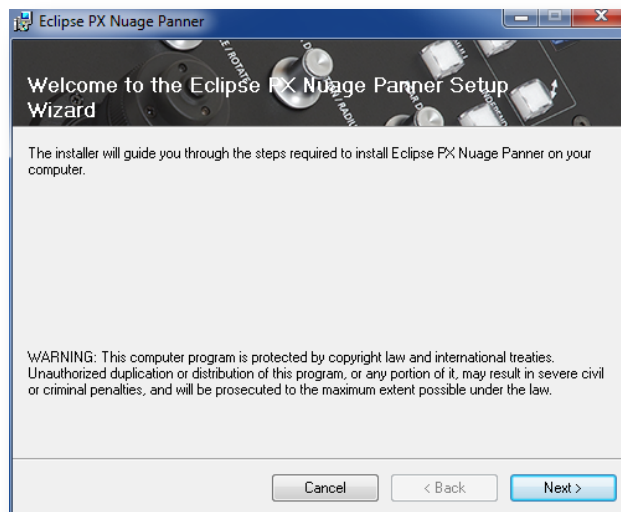 Eclipse PX Nuage Panner
Welcome to the Eclipse PX Nuage Panner Setup
Wizard
The installer will guide you through the steps required to install Eclipse PX Nuage Panner on your
computer.
WARNING: This computer program is protected by copyright law and international treaties.
Unauthorized duplication or distribution of this program, or any portion of it, may result in severe civil
or criminal penalties, and will be prosecuted to the maximum extent possible under the law.
Cancel
< Back
Next >